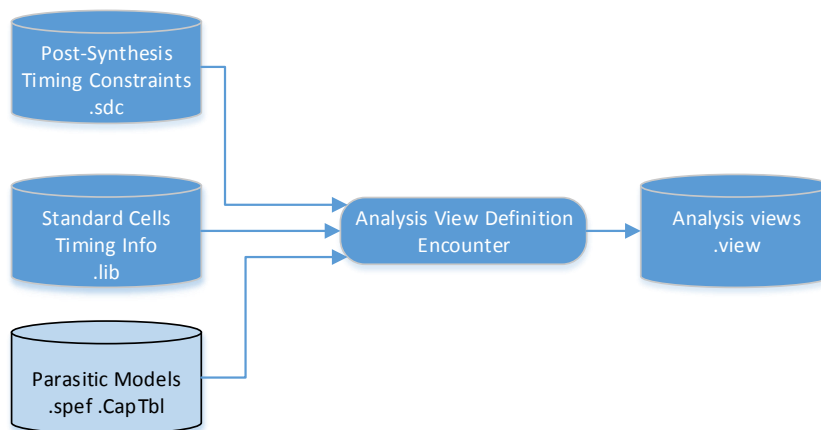 Post-Synthesis
Timing Constraints
.sdc
Standard Cells
Timing Info
.lib
Parasitic Models
.spef .CapTbl
Analysis View Definition
Encounter
Analysis views
.view